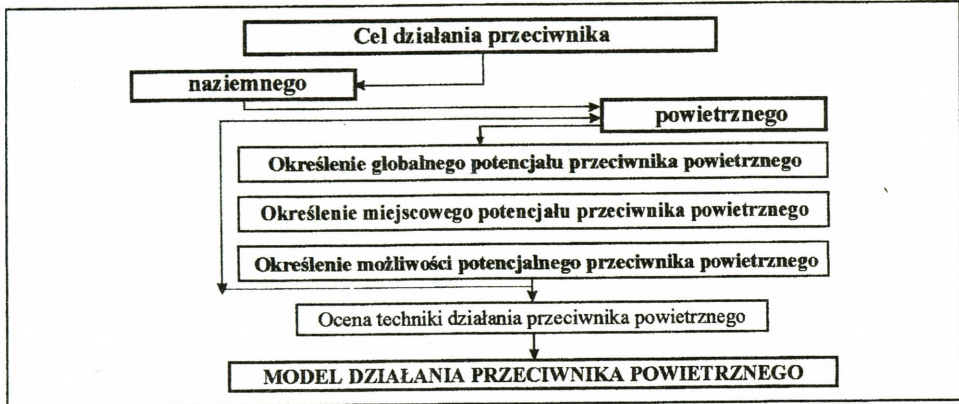 Cel działania przeciwnika
naziemnego
powietrznego
Określenie globalnego potencjału przeciwnika powietrznego
Określenie miejscowego potencjału przeciwnika powietrznego
Określenie możliwości potencjalnego przeciwnika powietrznego
Ocena techniki działania przeciwnika powietrznego
MODEL DZIAŁANIA PRZECIWNIKA POWIETRZNEGO